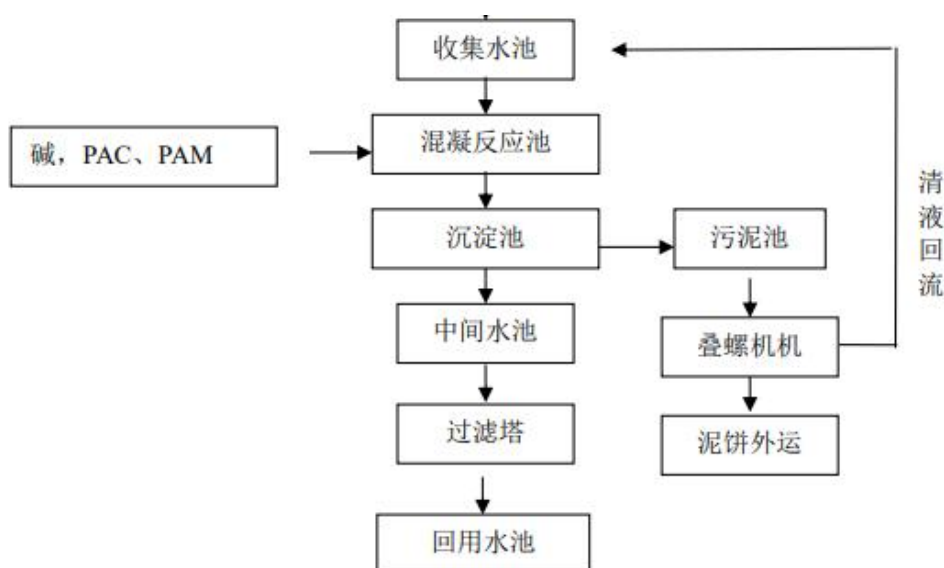 收集水池
混凝反应池
碱，PAC、PAM
沉淀池
污泥池
清液回流
中间水池
叠螺机机
过滤塔
泥饼外运
回用水池